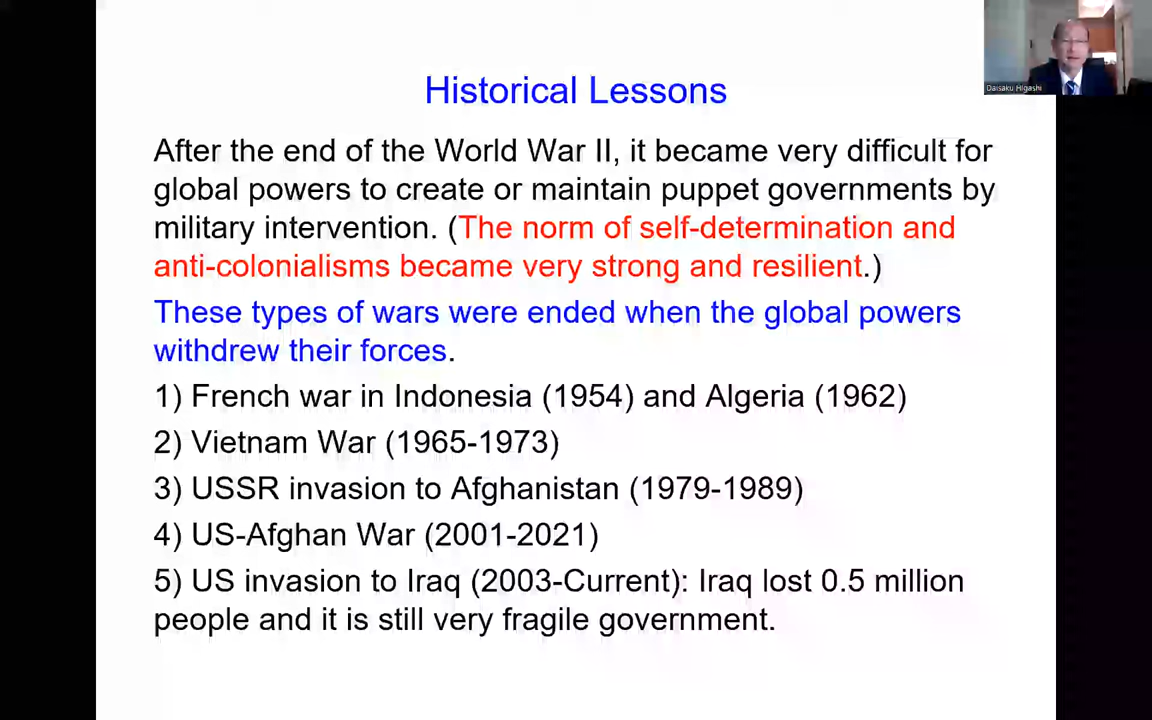 Historical Lessons
Daisaku Higashi
After the end of the World War II, it became very difficult for
global powers to create or maintain puppet governments by
military intervention. (The norm of self-determination and
anti-colonialisms became very strong and resilient.)
These types of wars were ended when the global powers
withdrew their forces.
1) French war in Indonesia (1954) and Algeria (1962)
2) Vietnam War (1965-1973)
3) USSR invasion to Afghanistan (1979-1989)
4) US-Afghan War (2001-2021)
5) US invasion to Iraq (2003-Current): Iraq lost 0.5 million
people and it is still very fragile government.